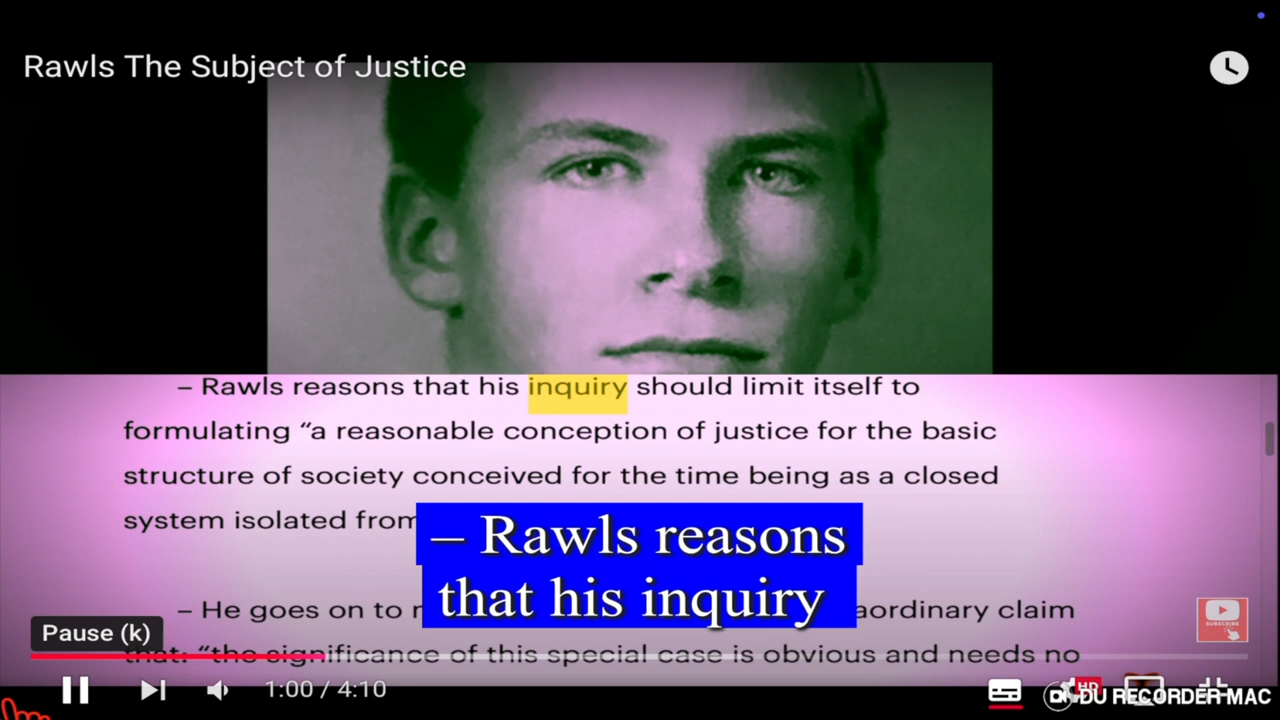 Rawls The Subject of Justice
– Rawls reasons that his inquiry should limit itself to
formulating “a reasonable conception of justice for the basic
structure of society conceived for the time being as a closed
system isolated from
– Rawls reasons
that his inquiry
– He goes on to aordinary claim
that: “the significance of this special case is obvious and needs no
Pause (k)
SUBSCRIBE
1:00 / 4:10
HD
DU RECORDER MAC